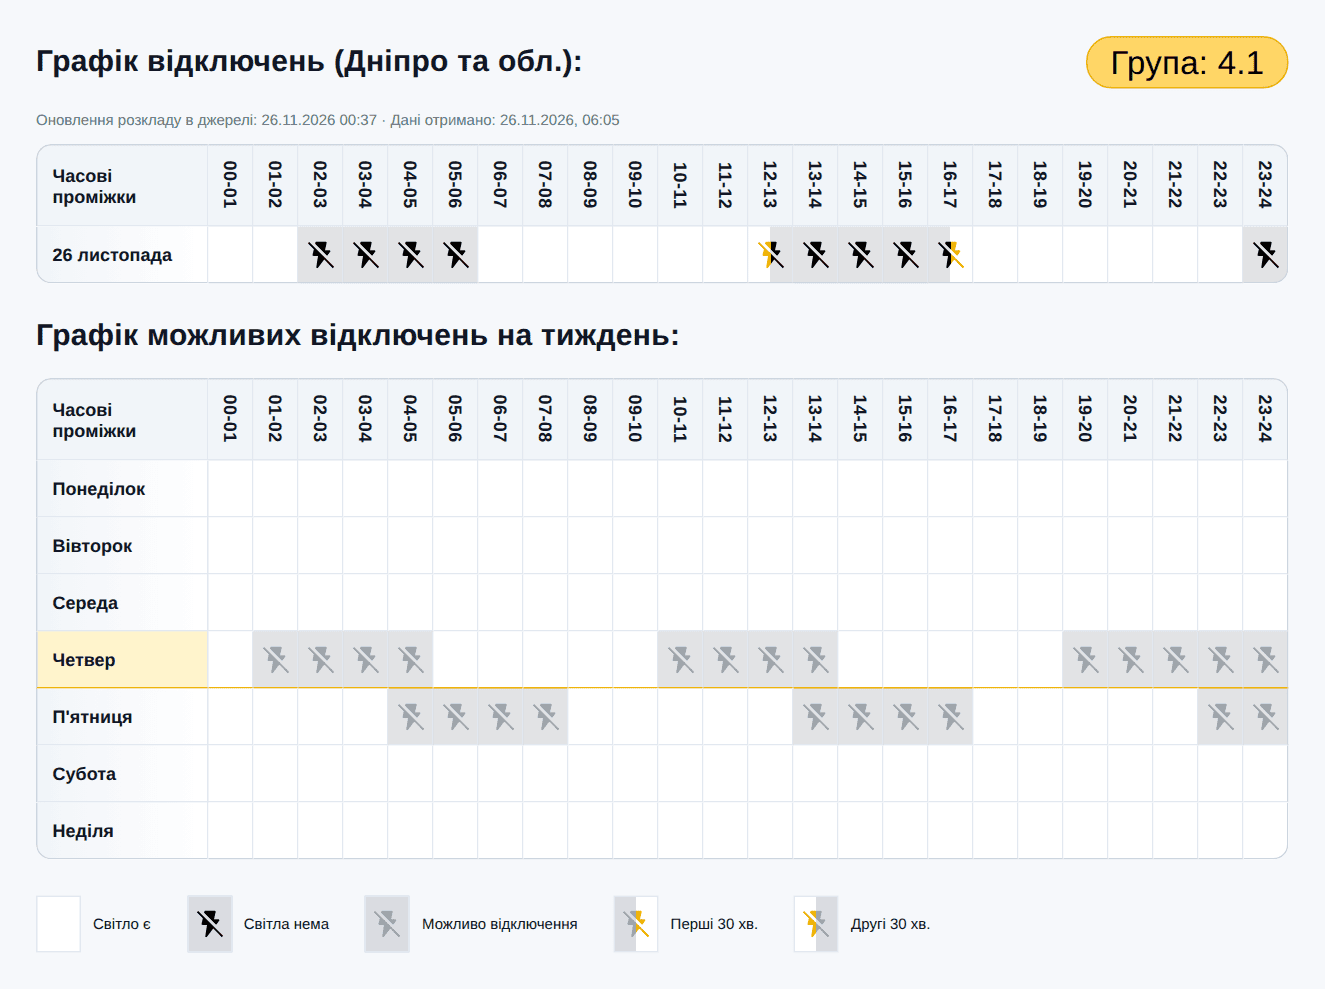 Графік відключень (Дніпро та обл.):
Група: 4.1
Оновлення розкладу в джерелі: 26.11.2026 00:37 · Дані отримано: 26.11.2026, 06:05
Часові
проміжки
00-01 01-02 02-03 03-04 04-05 05-06 06-07 07-08 08-09 09-10 10-11 11-12 12-13 13-14 14-15 15-16 16-17 17-18 18-19 19-20 20-21 21-22 22-23 23-24
26 листопада
Графік можливих відключень на тиждень:
Часові
проміжки
00-01 01-02 02-03 03-04 04-05 05-06 06-07 07-08 08-09 09-10 10-11 11-12 12-13 13-14 14-15 15-16 16-17 17-18 18-19 19-20 20-21 21-22 22-23 23-24
Понеділок
Вівторок
Середа
Четвер
П'ятниця
Субота
Неділя
Світло є Світла нема Можливо відключення Перші 30 хв. Другі 30 хв.